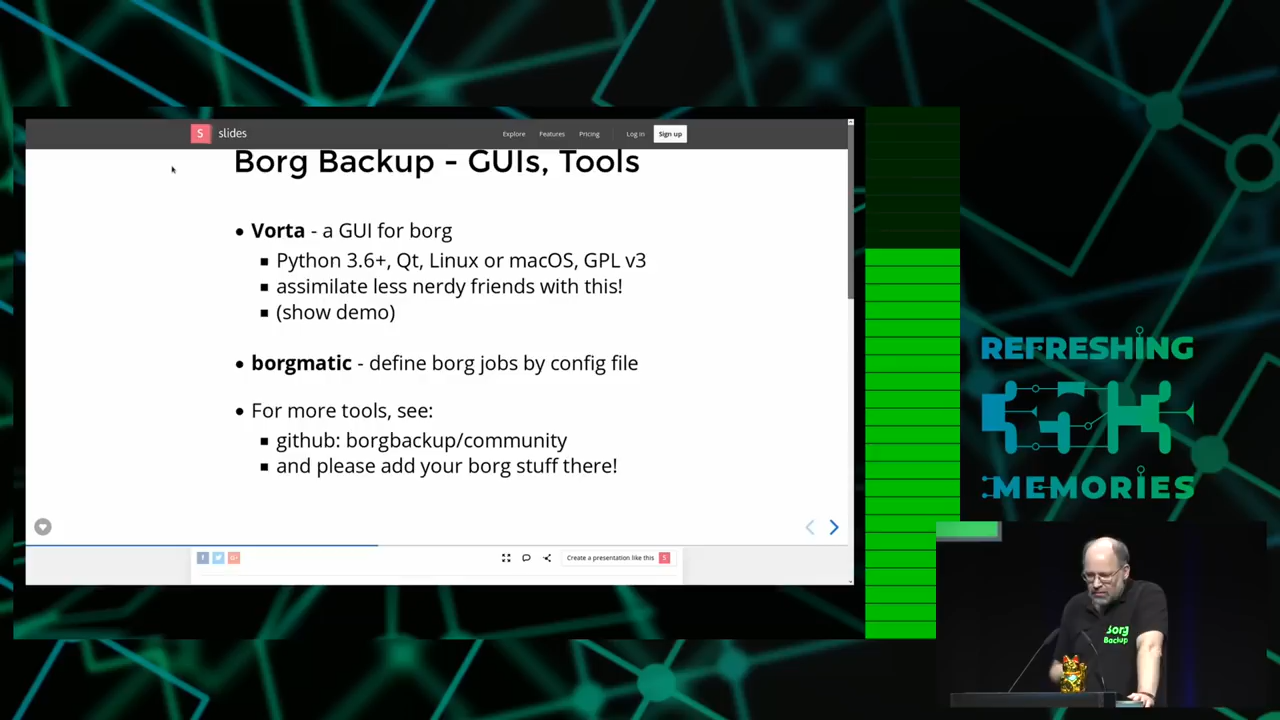 slides
Explore
Features
Pricing
Log in
Sign up
Borg Backup - GUIs, Tools
• Vorta - a GUI for borg
▪ Python 3.6+, Qt, Linux or macOS, GPL v3
▪ assimilate less nerdy friends with this!
▪ (show demo)
• borgmatic - define borg jobs by config file
• For more tools, see:
▪ github: borgbackup/community
▪ and please add your borg stuff there!
Create a presentation like this
S
REFRESHING
MEMORIES
Borg
Backup